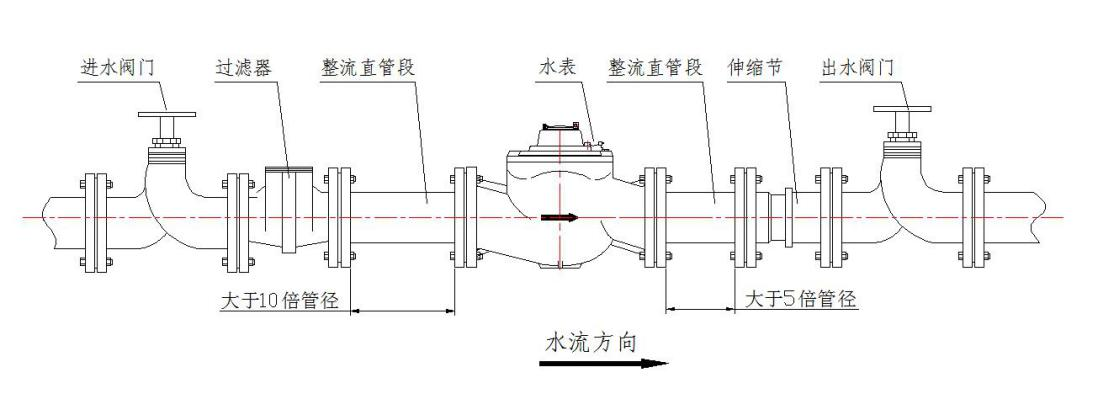 进水阀门
过滤器
整流直管段
水表
整流直管段
伸缩节
出水阀门
大于10倍管径
大于5倍管径
水流方向